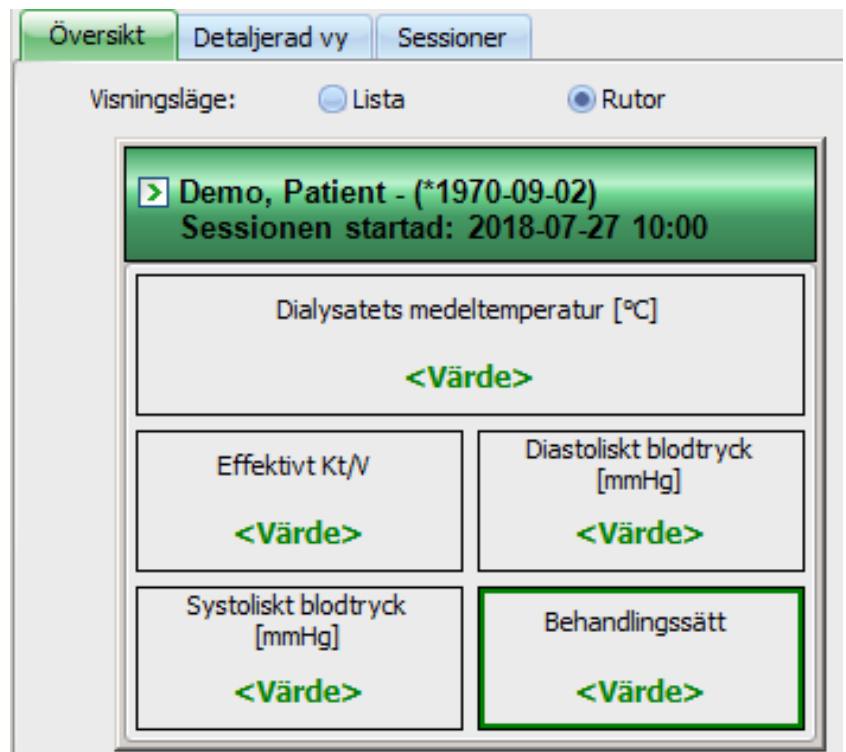 Översikt Detaljerad vy Sessioner
Visningsläge: Lista Rutor
Demo, Patient - (*1970-09-02)
Sessionen startad: 2018-07-27 10:00
Dialysatets medeltemperatur [°C]
<Värde>
Effektivt Kt/V
<Värde>
Diastoliskt blodtryck
[mmHg]
<Värde>
Systoliskt blodtryck
[mmHg]
<Värde>
Behandlingssätt
<Värde>